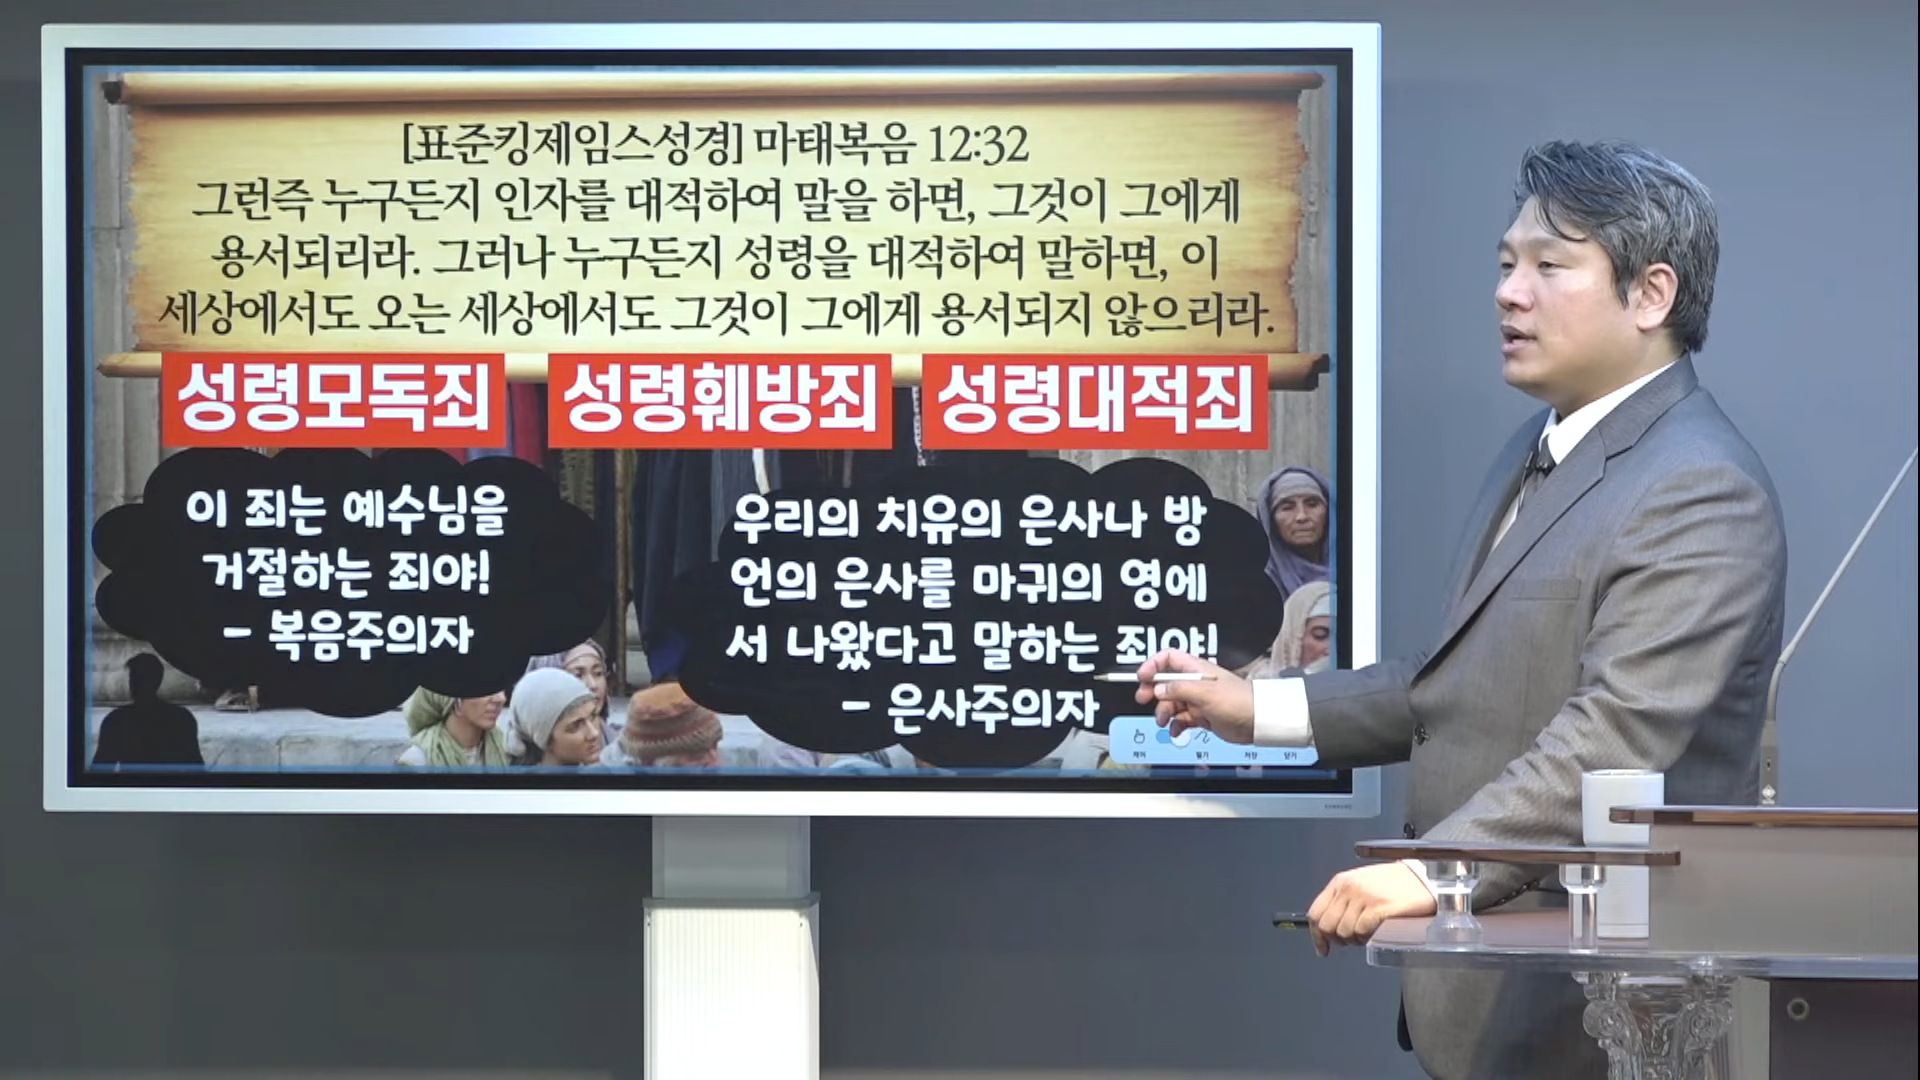 [표준킹제임스성경] 마태복음 12:32
그런즉 누구든지 인자를 대적하여 말을 하면, 그것이 그에게
용서되리라. 그러나 누구든지 성령을 대적하여 말하면, 이
세상에서도 오는 세상에서도 그것이 그에게 용서되지 않으리라.
성령모독죄
성령훼방죄
성령대적죄
이 죄는 예수님을
거절하는 죄야!
- 복음주의자
우리의 치유의 은사나 방
언의 은사를 마귀의 영에
서 나왔다고 말하는 죄야!
- 은사주의자
제어 필기 저장 닫기